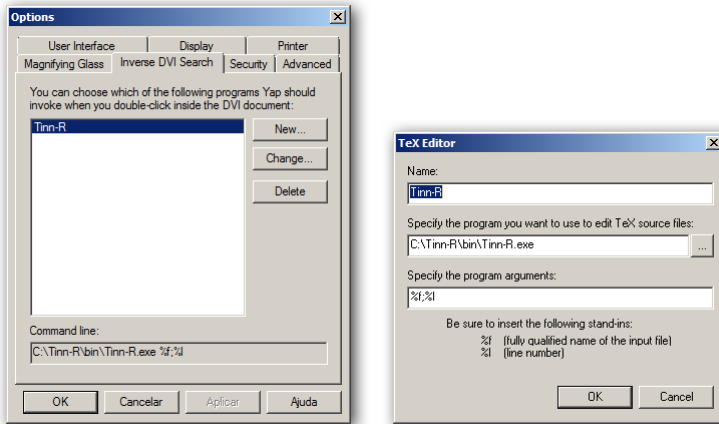 Options
User Interface Display Printer
Magnifying Glass Inverse DVI Search Security Advanced
You can choose which of the following programs Yap should
invoke when you double-click inside the DVI document:
Tinn-R
New...
Change...
Delete
Command line:
C:\Tinn-R\bin\Tinn-R.exe %f;%l
OK Cancelar Aplicar Ajuda
TeX Editor
Name:
Tinn-R
Specify the program you want to use to edit TeX source files:
C:\Tinn-R\bin\Tinn-R.exe ...
Specify the program arguments:
%f;%l
Be sure to insert the following stand-ins:
%f (fully qualified name of the input file)
%l (line number)
OK Cancel